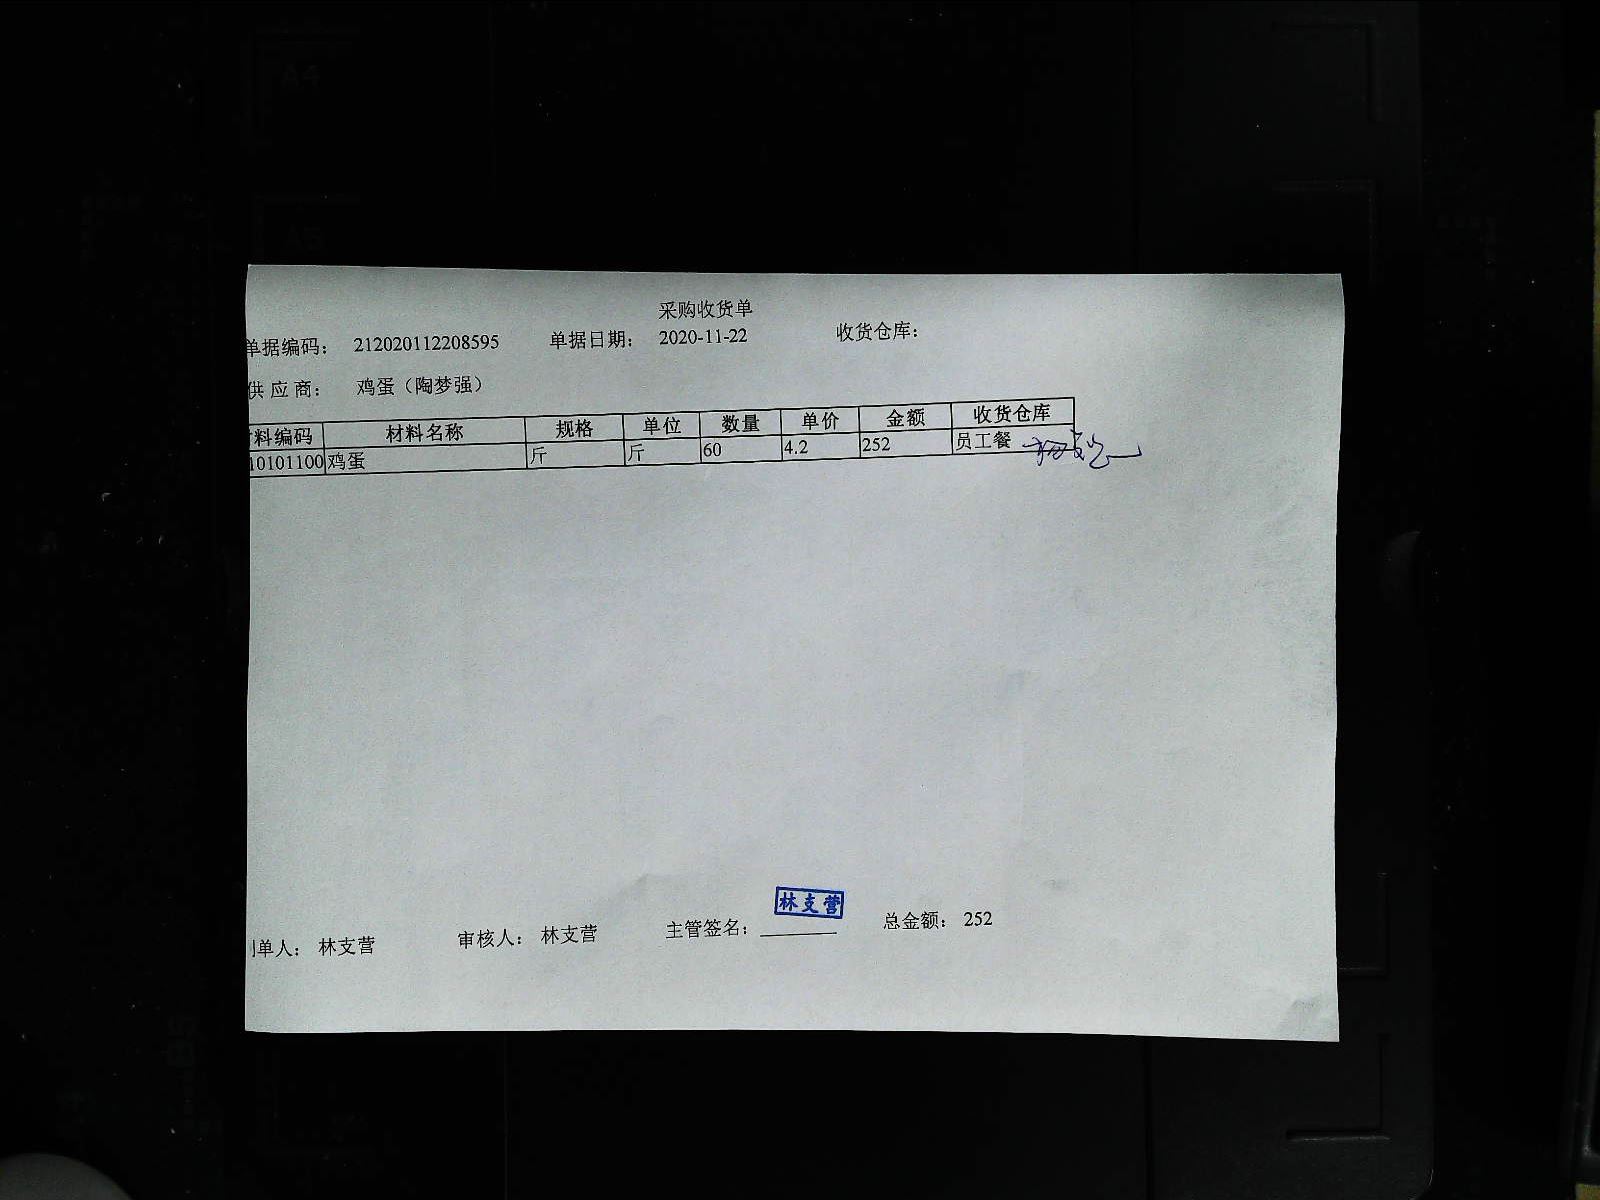 采购收货单
单据编码： 212020112208595 单据日期： 2020-11-22 收货仓库：
供 应 商： 鸡蛋（陶梦强）
料编码 材料名称 规格 单位 数量 单价 金额 收货仓库
10101100 鸡蛋 斤 斤 60 4.2 252 员工餐
林支营
单人： 林支营 审核人： 林支营 主管签名： 总金额： 252